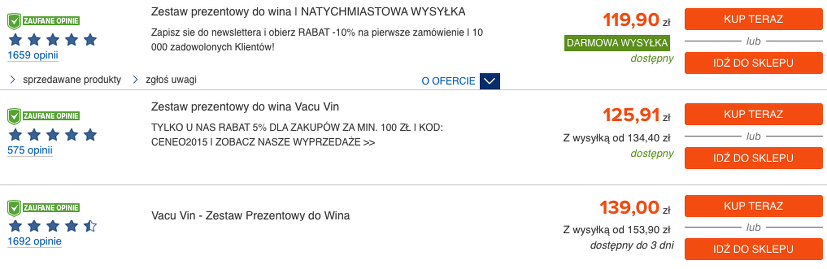 ZAUFANE OPINIE
1659 opinii
Zestaw prezentowy do wina I NATYCHMIASTOWA WYSYŁKA
Zapisz sie do newslettera i obierz RABAT -10% na pierwsze zamówienie I 10
000 zadowolonych Klientów!
119,90 zł
DARMOWA WYSYŁKA
dostępny
KUP TERAZ
lub
IDŹ DO SKLEPU
sprzedawane produkty
zgłoś uwagi
O OFERCIE
ZAUFANE OPINIE
575 opinii
Zestaw prezentowy do wina Vacu Vin
TYLKO U NAS RABAT 5% DLA ZAKUPÓW ZA MIN. 100 ZŁ I KOD:
CENEO2015 I ZOBACZ NASZE WYPRZEDAŻE >>
125,91 zł
Z wysyłką od 134,40 zł
dostępny
KUP TERAZ
lub
IDŹ DO SKLEPU
ZAUFANE OPINIE
1692 opinie
Vacu Vin - Zestaw Prezentowy do Wina
139,00 zł
Z wysyłką od 153,90 zł
dostępny do 3 dni
KUP TERAZ
lub
IDŹ DO SKLEPU